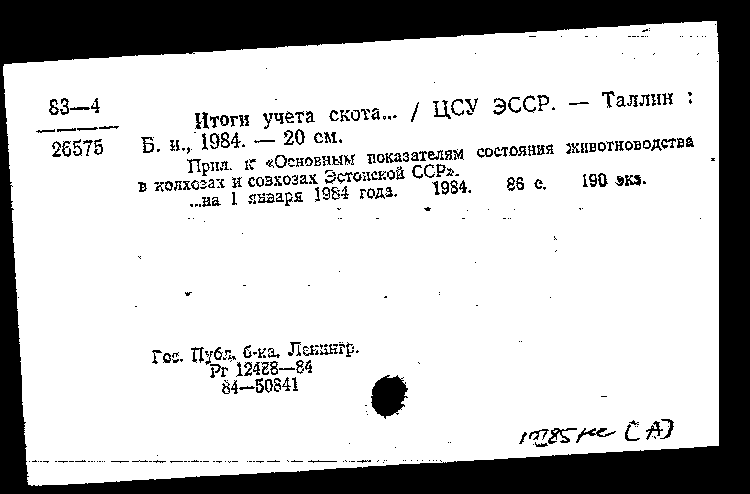 83—4
26575
Итоги учета скота... / ЦСУ ЭССР. — Таллин :
Б. и., 1984. — 20 см.
Прил. к «Основным показателям состояния животноводства
в колхозах и совхозах Эстонской ССР».
...на 1 января 1984 года. 1984. 86 с. 190 экз.
Гос. Публ. б-ка, Ленингр.
Рг 12488—84
84—50841
(А)